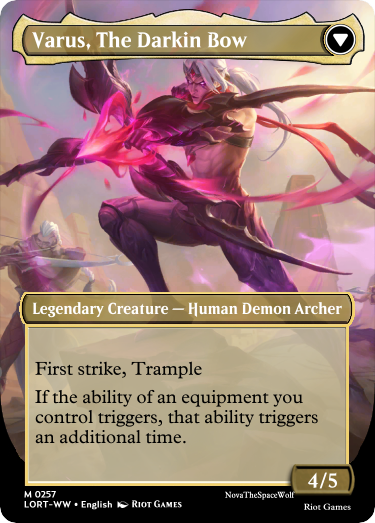 Varus, The Darkin Bow
Legendary Creature — Human Demon Archer
First strike, Trample
If the ability of an equipment you
control triggers, that ability triggers
an additional time.
4/5
M 0257
LORT-WW • English Riot Games
NovaTheSpaceWolf
Riot Games